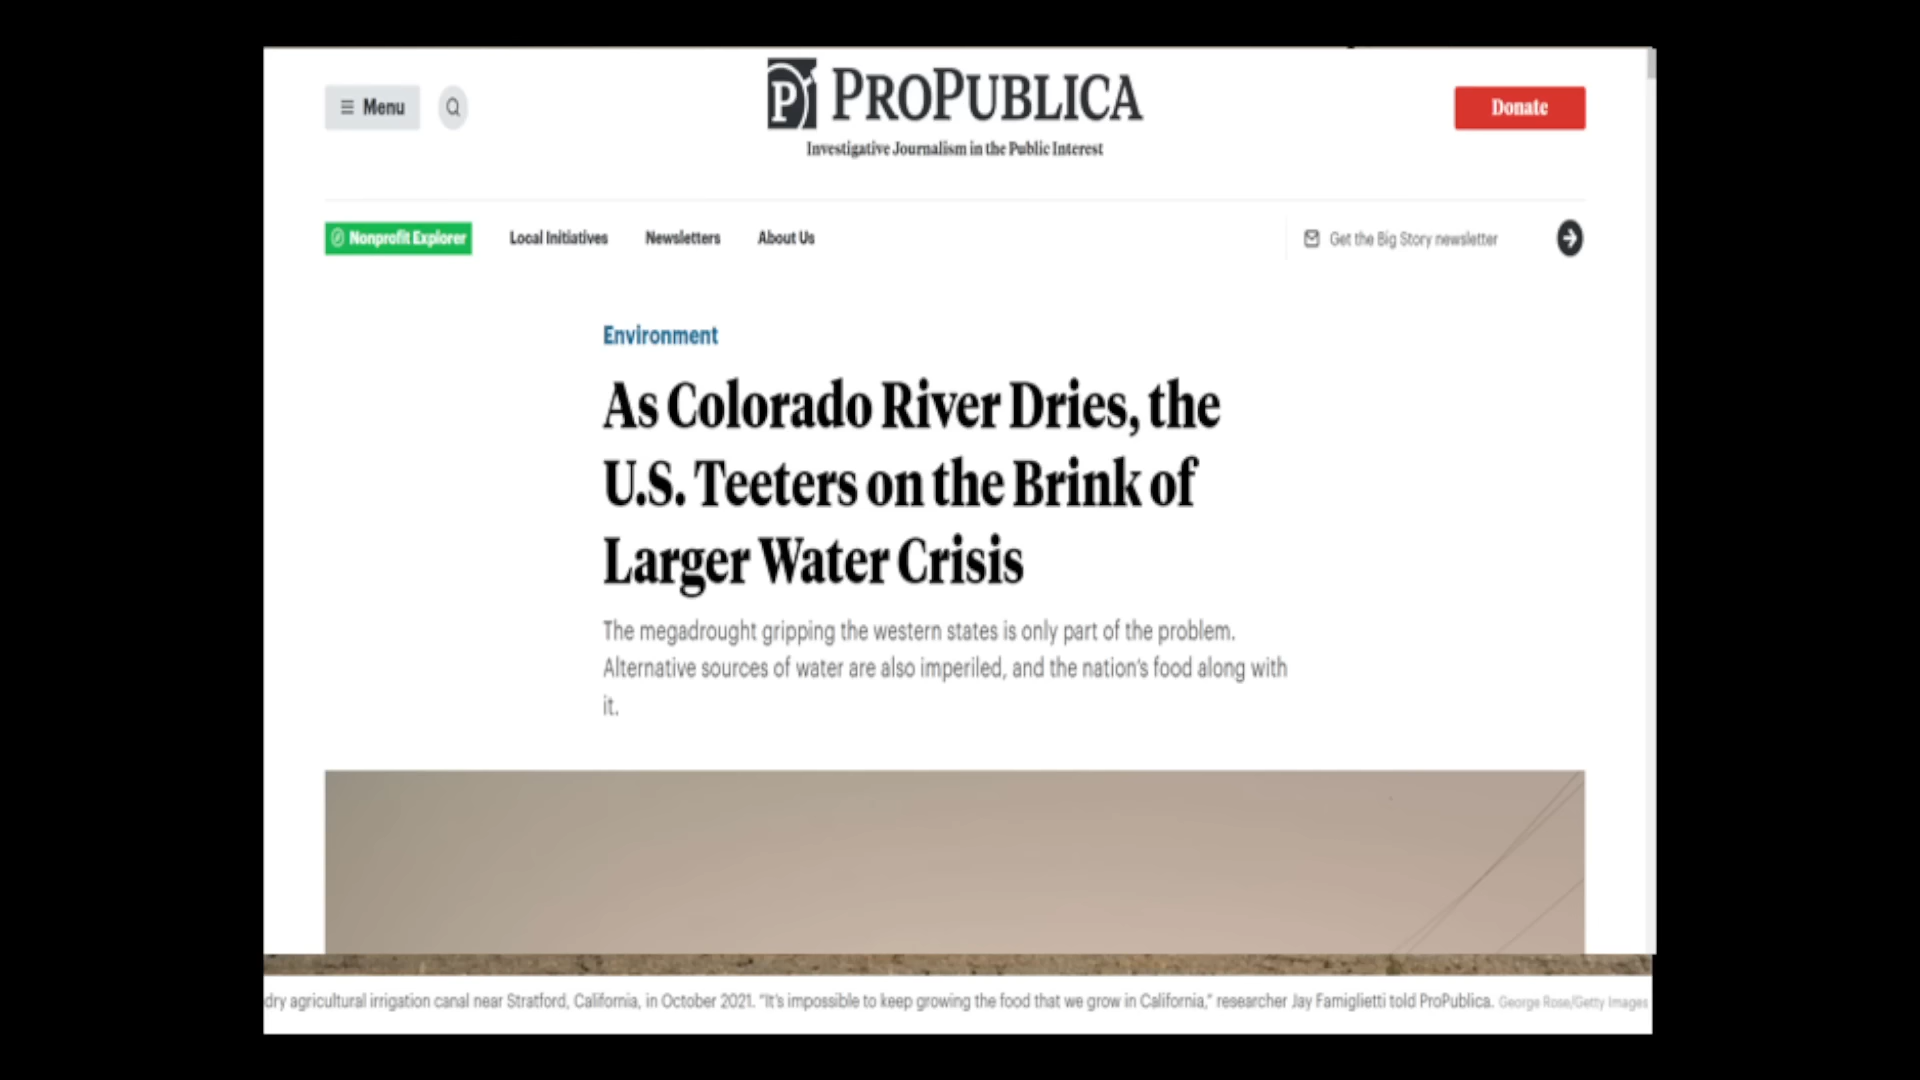 Menu
PROPUBLICA
Investigative Journalism in the Public Interest
Donate
Nonprofit Explorer
Local Initiatives
Newsletters
About Us
Get the Big Story newsletter
Environment
As Colorado River Dries, the
U.S. Teeters on the Brink of
Larger Water Crisis
The megadrought gripping the western states is only part of the problem.
Alternative sources of water are also imperiled, and the nation's food along with
it.
dry agricultural irrigation canal near Stratford, California, in October 2021. “It's impossible to keep growing the food that we grow in California,” researcher Jay Famiglietti told ProPublica. George Rose/Getty Images